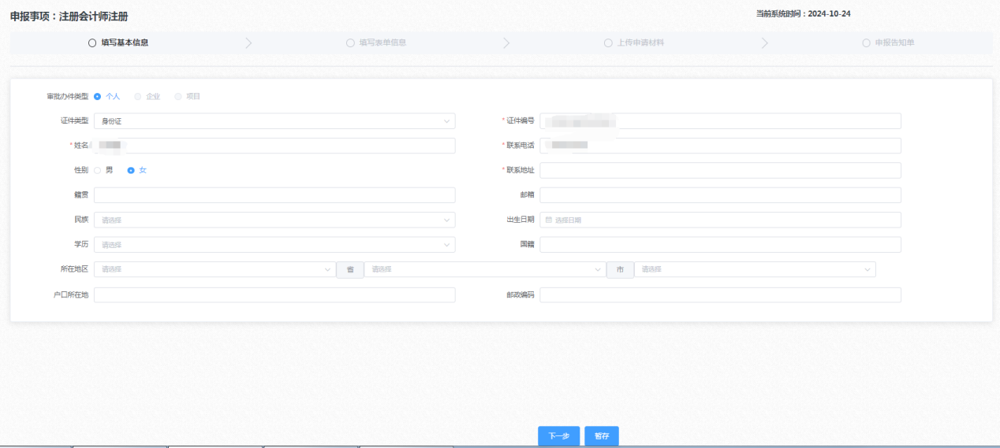 申报事项：注册会计师注册
当前系统时间：2024-10-24
填写基本信息 填写表单信息 上传申请材料 申报告知单
审批办件类型 个人 企业 项目
证件类型 身份证 * 证件编号
* 姓名 * 联系电话
性别 男 女 * 联系地址
籍贯 邮箱
民族 请选择 出生日期 选择日期
学历 请选择 国籍
所在地区 请选择 省 请选择 市 请选择
户口所在地 邮政编码
下一步 暂存